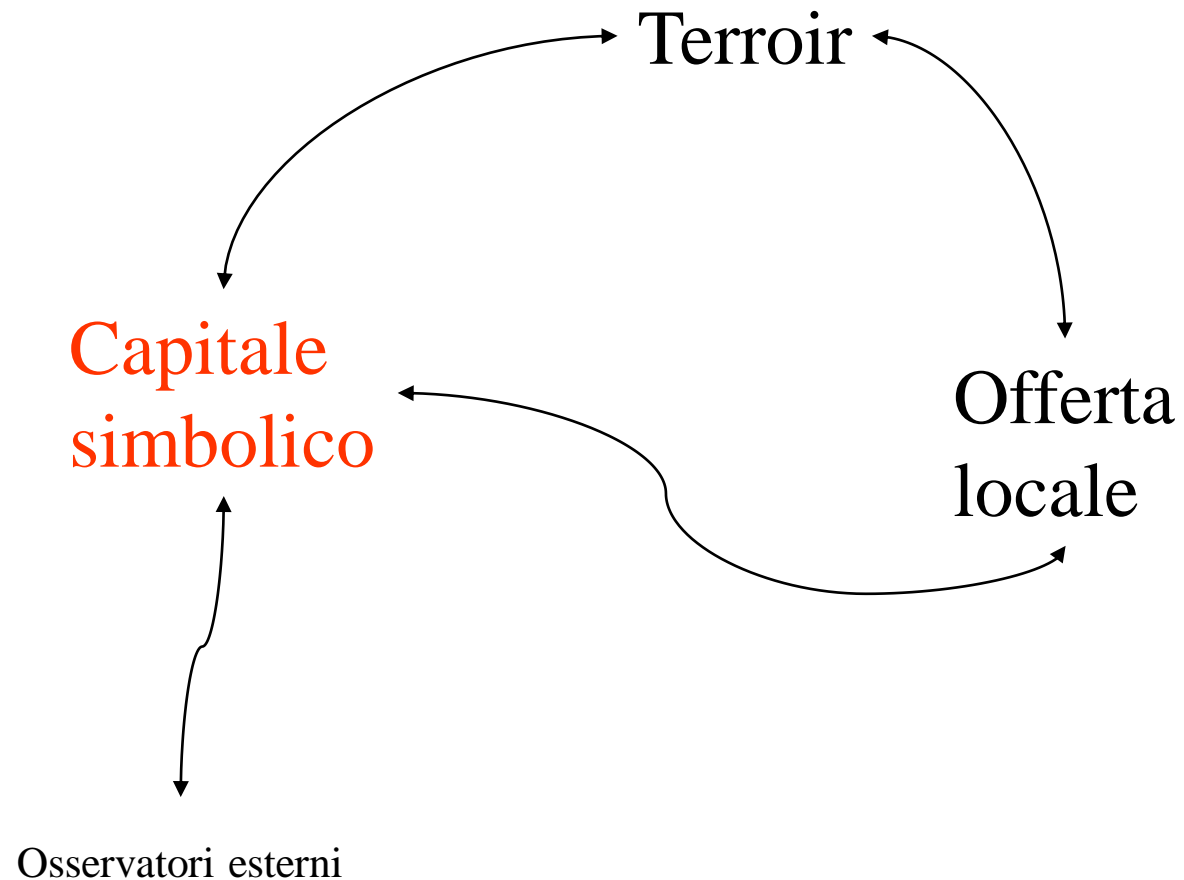 Terroir
Capitale
simbolico
Offerta
locale
Osservatori esterni